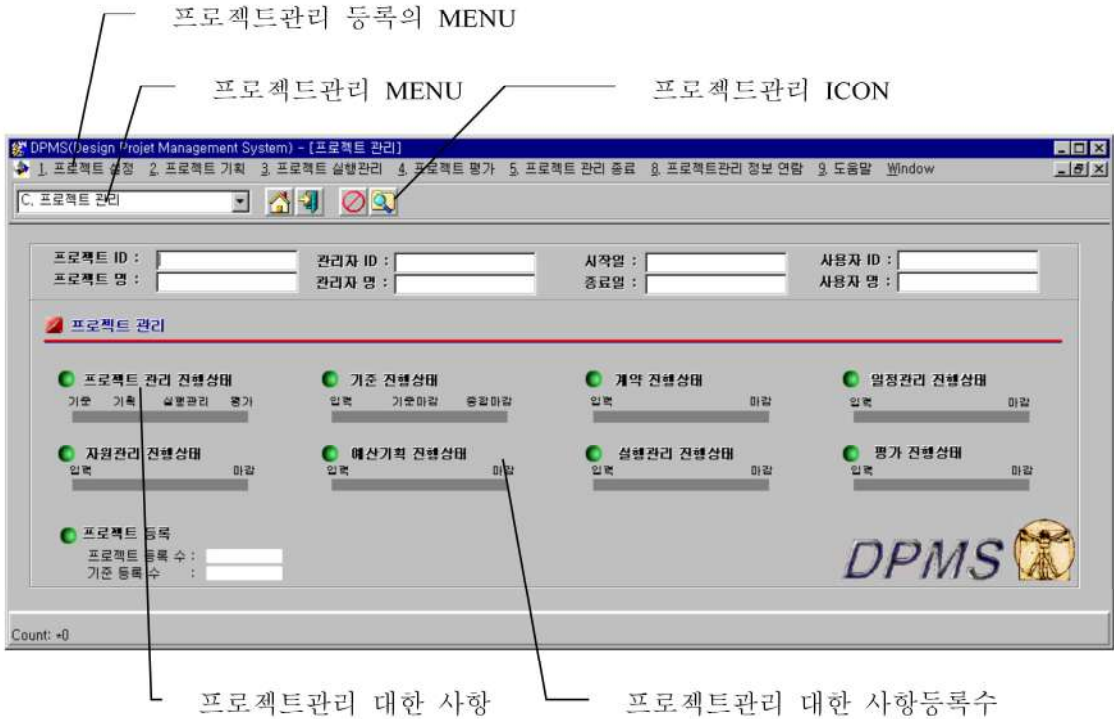 프로젝트관리 등록의 MENU
프로젝트관리 MENU
프로젝트관리 ICON
DPMS(Design Projet Management System) - [프로젝트 관리]
1. 프로젝트 설정 2. 프로젝트 기획 3. 프로젝트 실행관리 4. 프로젝트 평가 5. 프로젝트 관리 종료 8. 프로젝트관리 정보 연람 9. 도움말 Window
C. 프로젝트 관리
프로젝트 ID : 관리자 ID : 시작일 : 사용자 ID :
프로젝트 명 : 관리자 명 : 종료일 : 사용자 명 :
프로젝트 관리
프로젝트 관리 진행상태 기준 진행상태 계약 진행상태 일정관리 진행상태
기준 기획 실행관리 평가 입력 기준마감 종합마감 입력 마감 입력 마감
자원관리 진행상태 예산기획 진행상태 실행관리 진행상태 평가 진행상태
입력 마감 입력 마감 입력 마감 입력 마감
프로젝트 등록
프로젝트 등록 수 :
기준 등록 수 :
DPMS
Count: *0
프로젝트관리 대한 사항
프로젝트관리 대한 사항등록수